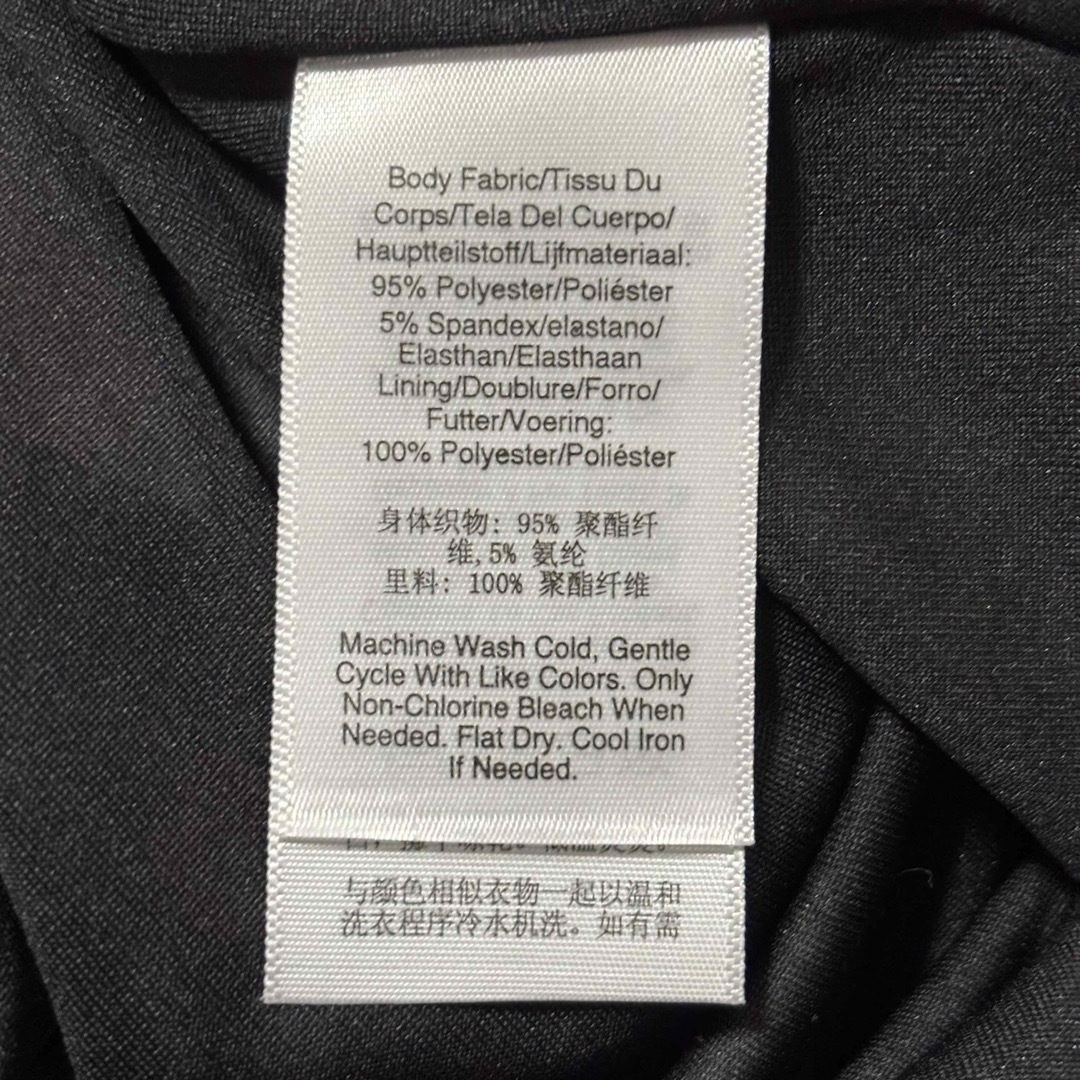 Body Fabric/Tissu Du
Corps/Tela Del Cuerpo/
Hauptteilstoff/Lijfmateriaal:
95% Polyester/Poliéster
5% Spandex/elastano/
Elasthan/Elasthaan
Lining/Doublure/Forro/
Futter/Voering:
100% Polyester/Poliéster
身体织物: 95% 聚酯纤
维,5% 氨纶
里料: 100% 聚酯纤维
Machine Wash Cold, Gentle
Cycle With Like Colors. Only
Non-Chlorine Bleach When
Needed. Flat Dry. Cool Iron
If Needed.
与颜色相似衣物一起以温和
洗衣程序冷水机洗。如有需